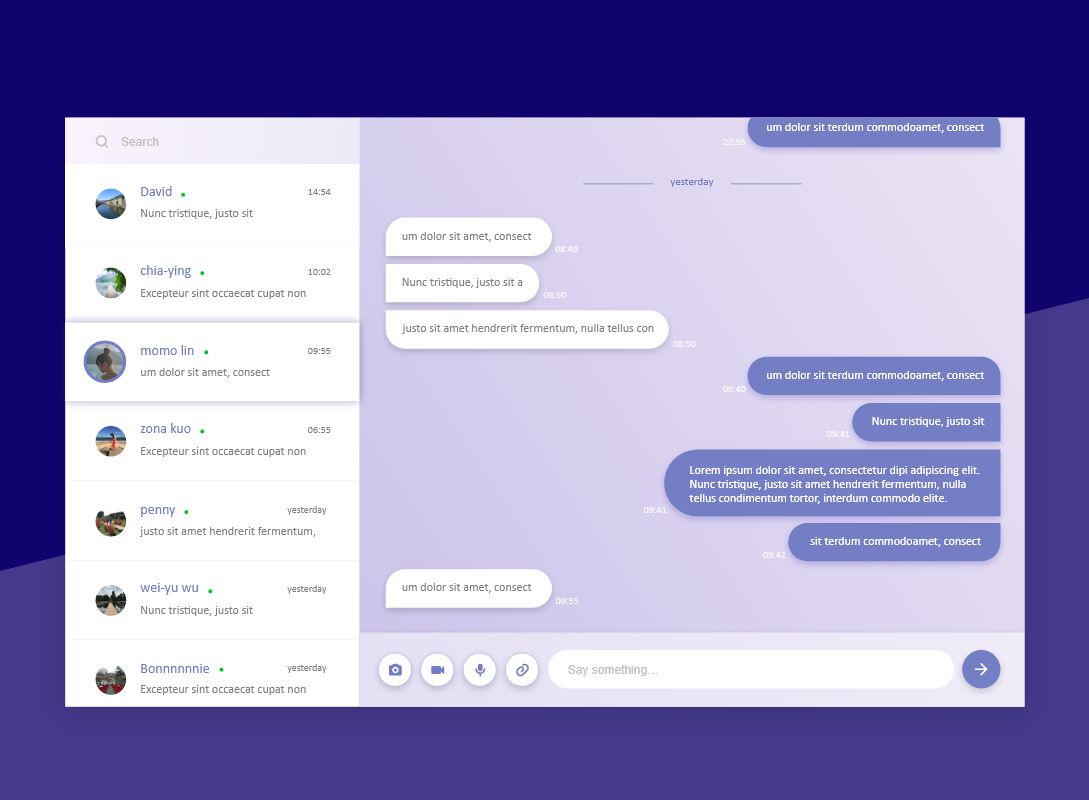 Search
David
14:54
Nunc tristique, justo sit
chia-ying
10:02
Excepteur sint occaecat cupat non
momo lin
09:55
um dolor sit amet, consect
zona kuo
06:55
Excepteur sint occaecat cupat non
penny
yesterday
justo sit amet hendrerit fermentum,
wei-yu wu
yesterday
Nunc tristique, justo sit
Bonnnnnnie
yesterday
Excepteur sint occaecat cupat non
um dolor sit terdum commodoamet, consect
22:55
yesterday
um dolor sit amet, consect
08:49
Nunc tristique, justo sit a
08:50
justo sit amet hendrerit fermentum, nulla tellus con
08:50
um dolor sit terdum commodoamet, consect
09:40
Nunc tristique, justo sit
09:41
Lorem ipsum dolor sit amet, consectetur dipi adipiscing elit.
Nunc tristique, justo sit amet hendrerit fermentum, nulla
tellus condimentum tortor, interdum commodo elite.
09:41
sit terdum commodoamet, consect
09:42
um dolor sit amet, consect
09:55
Say something...